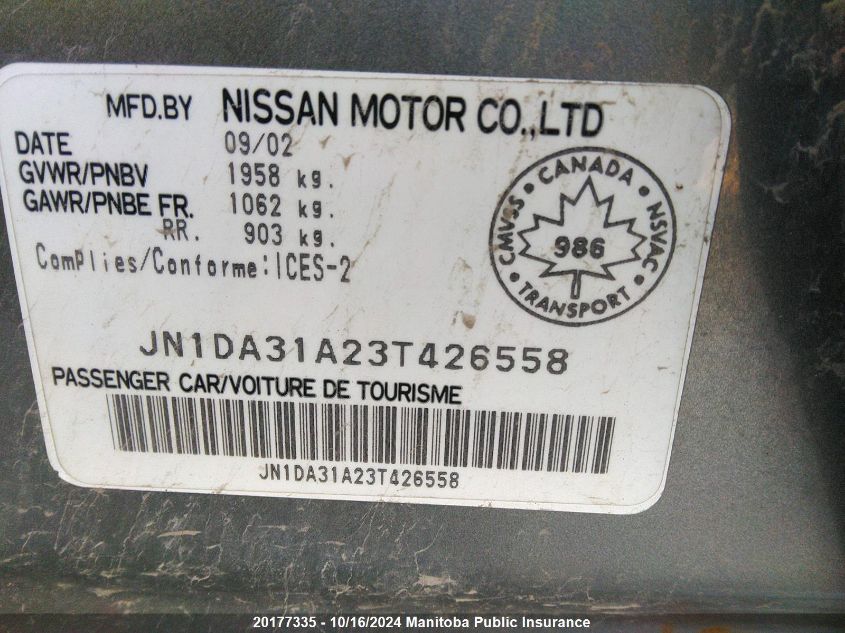 MFD.BY NISSAN MOTOR CO.,LTD
DATE 09/02
GVWR/PNBV 1958 kg.
GAWR/PNBE FR. 1062 kg.
RR. 903 kg.
ComPlies/Conforme:ICES-2
CMVSS • CANADA • NSVAC • TRANSPORT •
986
JN1DA31A23T426558
PASSENGER CAR/VOITURE DE TOURISME
JN1DA31A23T426558
20177335 - 10/16/2024 Manitoba Public Insurance